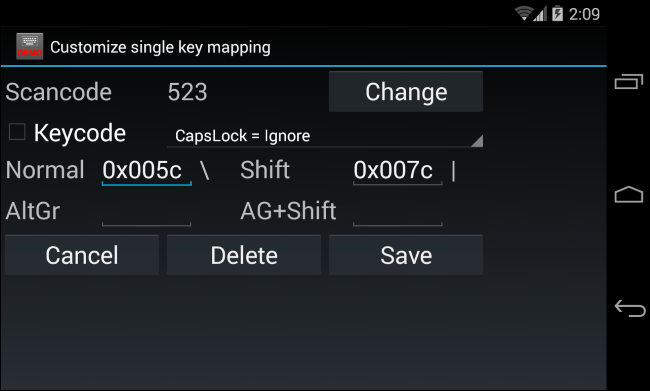 2:09
DEMO
Customize single key mapping
Scancode 523 Change
Keycode CapsLock = Ignore
Normal 0x005c \ Shift 0x007c |
AltGr AG+Shift
Cancel Delete Save